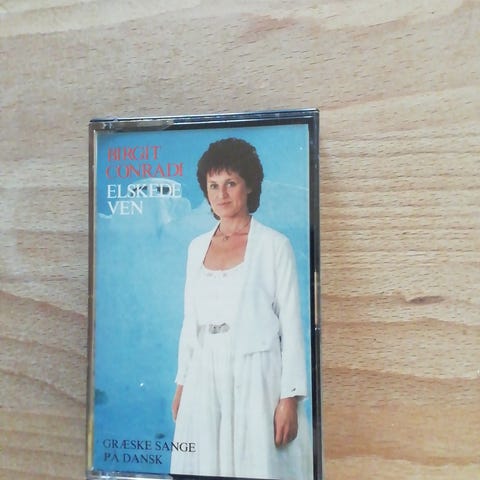 BIRGIT
CONRADI
ELSKEDE
VEN
GRÆSKE SANGE
PÅ DANSK